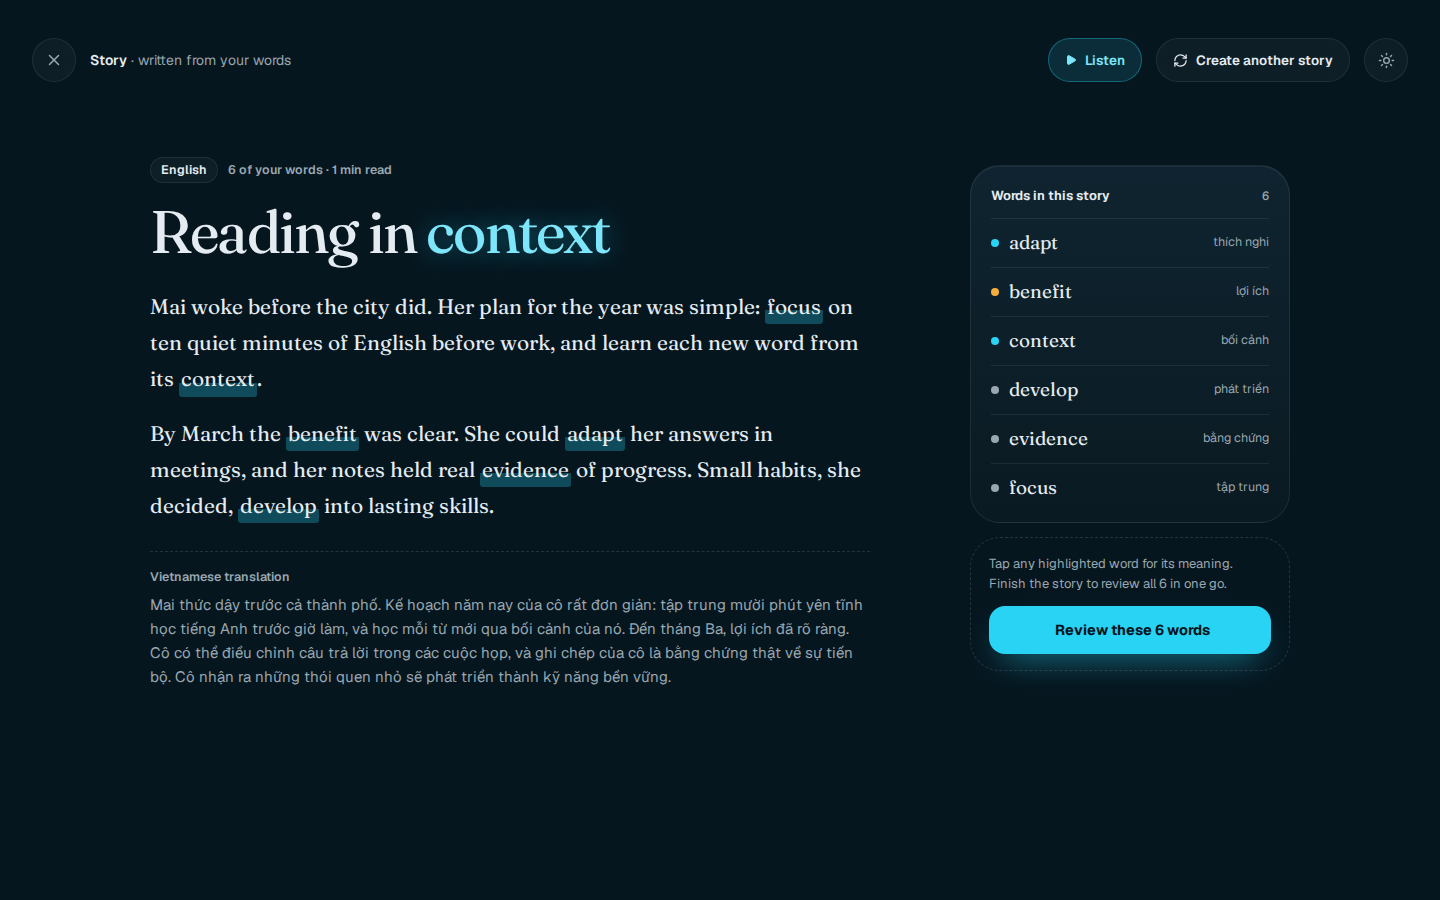 Story · written from your words
Listen
Create another story
English
6 of your words · 1 min read
Reading in context
Mai woke before the city did. Her plan for the year was simple: focus on
ten quiet minutes of English before work, and learn each new word from
its context.
By March the benefit was clear. She could adapt her answers in
meetings, and her notes held real evidence of progress. Small habits, she
decided, develop into lasting skills.
Vietnamese translation
Mai thức dậy trước cả thành phố. Kế hoạch năm nay của cô rất đơn giản: tập trung mười phút yên tĩnh
học tiếng Anh trước giờ làm, và học mỗi từ mới qua bối cảnh của nó. Đến tháng Ba, lợi ích đã rõ ràng.
Cô có thể điều chỉnh câu trả lời trong các cuộc họp, và ghi chép của cô là bằng chứng thật về sự tiến
bộ. Cô nhận ra những thói quen nhỏ sẽ phát triển thành kỹ năng bền vững.
Words in this story 6
adapt thích nghi
benefit lợi ích
context bối cảnh
develop phát triển
evidence bằng chứng
focus tập trung
Tap any highlighted word for its meaning.
Finish the story to review all 6 in one go.
Review these 6 words